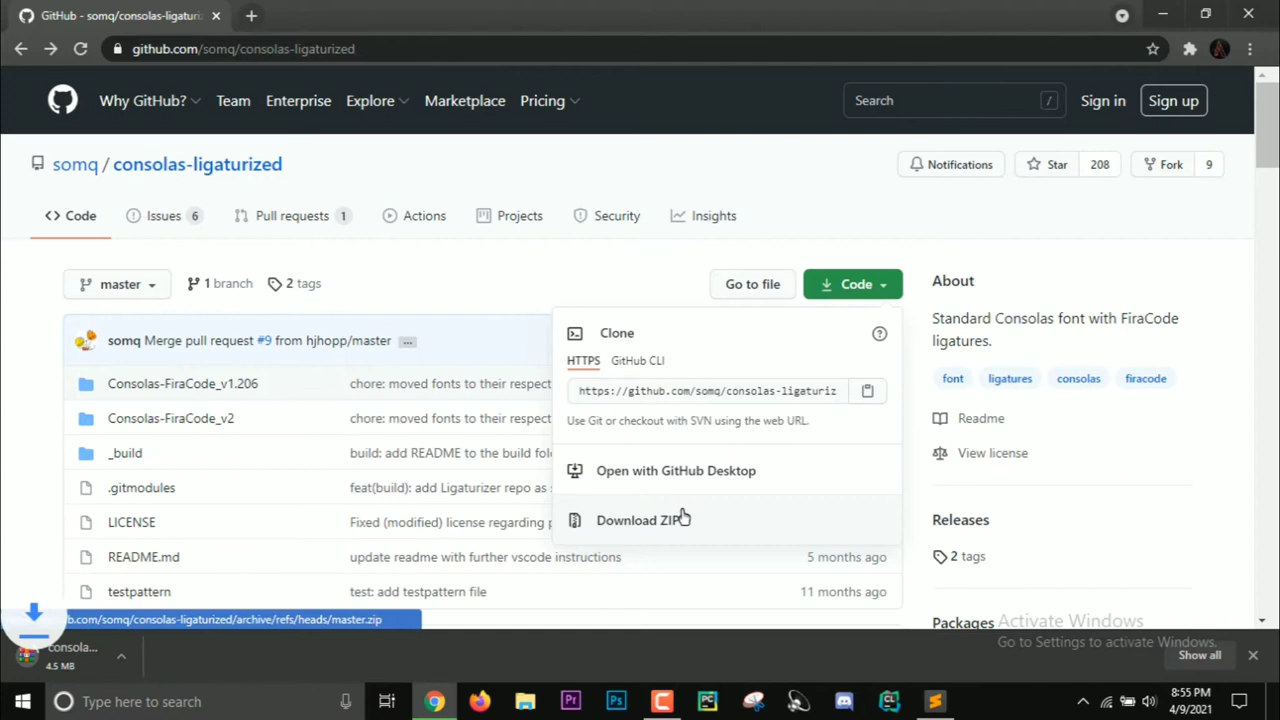 GitHub - somq/consolas-ligaturiz
github.com/somq/consolas-ligaturized
Why GitHub? Team Enterprise Explore Marketplace Pricing Search / Sign in Sign up
somq / consolas-ligaturized Notifications Star 208 Fork 9
<> Code Issues 6 Pull requests 1 Actions Projects Security Insights
master 1 branch 2 tags Go to file Code About
Standard Consolas font with FiraCode
ligatures.
somq Merge pull request #9 from hjhopp/master ...
Clone
HTTPS GitHub CLI
https://github.com/somq/consolas-ligaturiz
Use Git or checkout with SVN using the web URL.
Open with GitHub Desktop
Download ZIP
Consolas-FiraCode_v1.206 chore: moved fonts to their respect
Consolas-FiraCode_v2 chore: moved fonts to their respect
_build build: add README to the build fol
.gitmodules feat(build): add Ligaturizer repo as s
LICENSE Fixed (modified) license regarding p
README.md update readme with further vscode instructions 5 months ago
testpattern test: add testpattern file 11 months ago
font ligatures consolas firacode
Readme
View license
Releases
2 tags
Packages
Activate Windows
Go to Settings to activate Windows.
b.com/somq/consolas-ligaturized/archive/refs/heads/master.zip
consola...
4.5 MB
Show all
Type here to search
Pr Ps PC CL
8:55 PM
4/9/2021